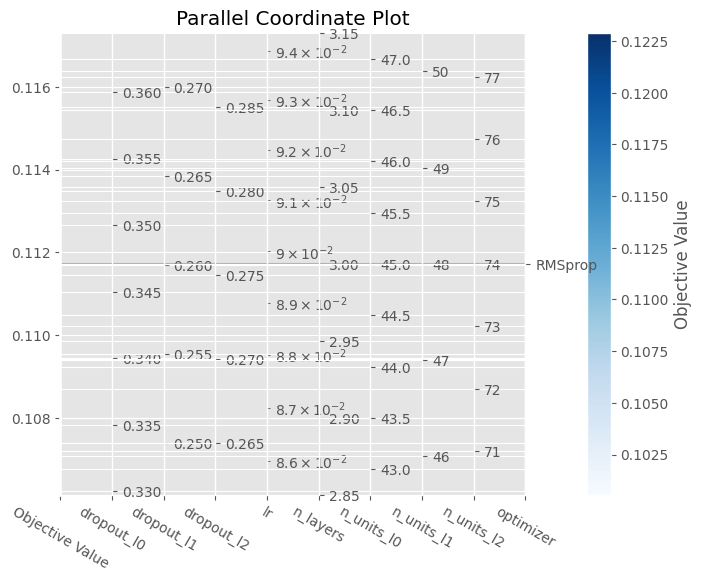 Parallel Coordinate Plot
0.116
0.114
0.112
0.110
0.108
0.360
0.355
0.350
0.345
0.340
0.335
0.330
0.270
0.265
0.260
0.255
0.250
0.285
0.280
0.275
0.270
0.265
9.4 × 10⁻²
9.3 × 10⁻²
9.2 × 10⁻²
9.1 × 10⁻²
9 × 10⁻²
8.9 × 10⁻²
8.8 × 10⁻²
8.7 × 10⁻²
8.6 × 10⁻²
3.15
3.10
3.05
3.00
2.95
2.90
2.85
47.0
46.5
46.0
45.5
45.0
44.5
44.0
43.5
43.0
50
49
48
47
46
77
76
75
74
73
72
71
RMSprop
Objective Value
dropout_l0
dropout_l1
dropout_l2
lr
n_layers
n_units_l0
n_units_l1
n_units_l2
optimizer
0.1225
0.1200
0.1175
0.1150
0.1125
0.1100
0.1075
0.1050
0.1025
Objective Value